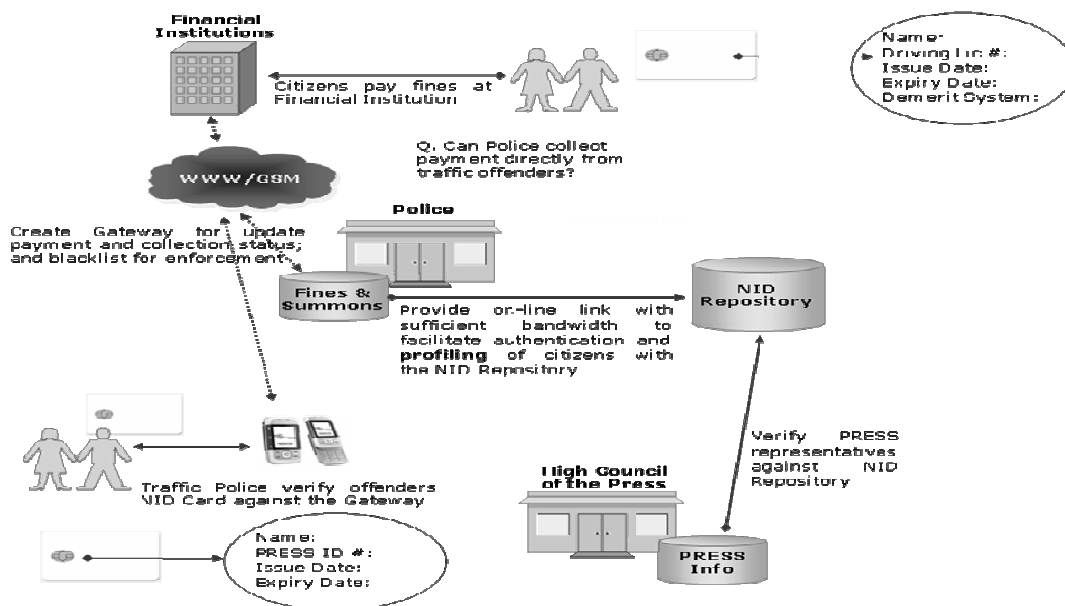 Financial
Institutions
Citizens pay fines at
Financial Institution
Name:
Driving Lic #:
Issue Date:
Expiry Date:
Demerit System:
Q. Can Police collect
payment directly from
traffic offenders?
WWW/GSM
Police
Create Gateway for update
payment and collection status;
and blacklist for enforcement
Fines &
Summons
NID
Repository
Provide on-line link with
sufficient bandwidth to
facilitate authentication and
profiling of citizens with
the NID Repository
Verify PRESS
representatives
against NID
Repository
High Council
of the Press
Traffic Police verify offenders
NID Card against the Gateway
Name:
PRESS ID #:
Issue Date:
Expiry Date:
PRESS
Info